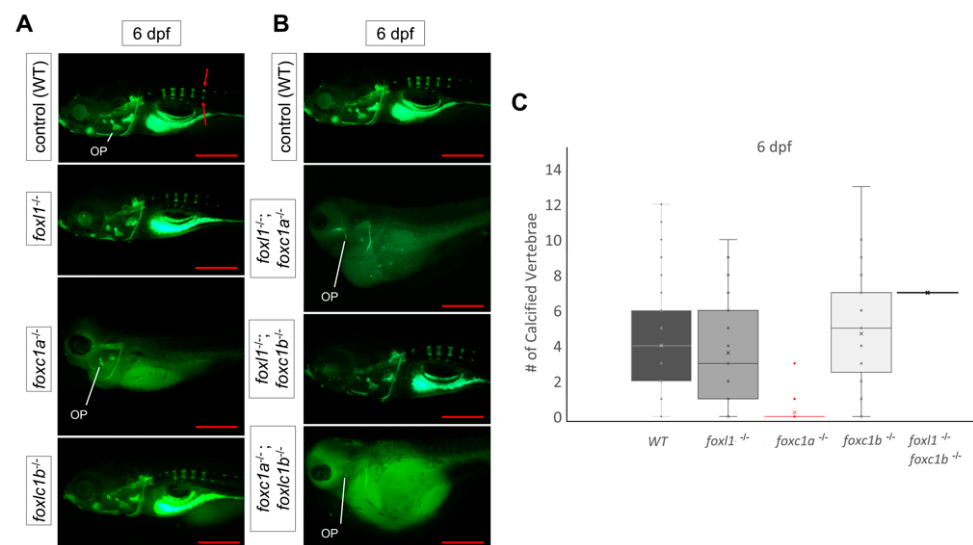 A
6 dpf
control (WT)
OP
foxl1-/-
foxc1a-/-
OP
foxlc1b-/-
B
6 dpf
control (WT)
foxl1-/-;
foxc1a-/-
OP
foxl1-/-;
foxc1b-/-
foxc1a-/-;
foxlc1b-/-
OP
C
6 dpf
# of Calcified Vertebrae
14
12
10
8
6
4
2
0
WT
foxl1 -/-
foxc1a -/-
foxc1b -/-
foxl1 -/-
foxc1b -/-